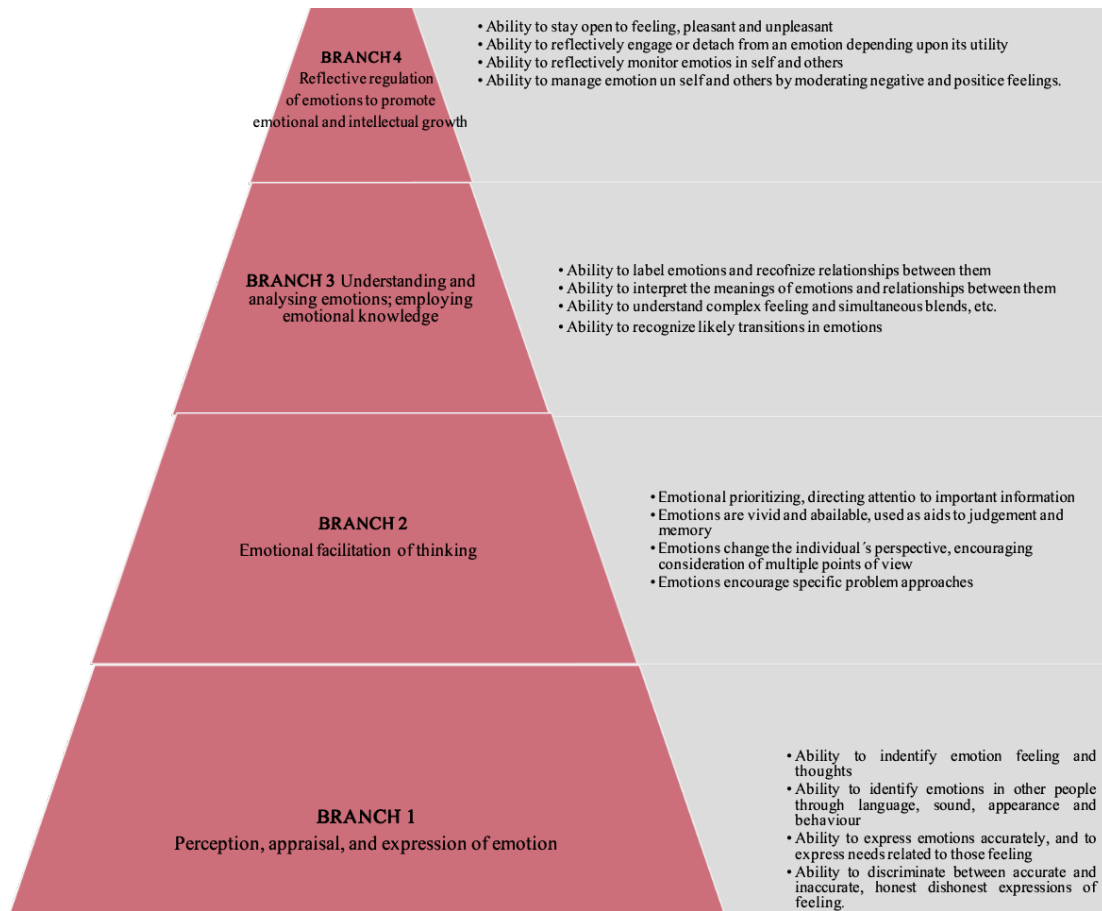 BRANCH 4
Reflective regulation
of emotions to promote
emotional and intellectual growth
• Ability to stay open to feeling, pleasant and unpleasant
• Ability to reflectively engage or detach from an emotion depending upon its utility
• Ability to reflectively monitor emotios in self and others
• Ability to manage emotion un self and others by moderating negative and positice feelings.
BRANCH 3 Understanding and
analysing emotions; employing
emotional knowledge
• Ability to label emotions and recofnize relationships between them
• Ability to interpret the meanings of emotions and relationships between them
• Ability to understand complex feeling and simultaneous blends, etc.
• Ability to recognize likely transitions in emotions
BRANCH 2
Emotional facilitation of thinking
• Emotional prioritizing, directing attentio to important information
• Emotions are vivid and abailable, used as aids to judgement and
memory
• Emotions change the individual´s perspective, encouraging
consideration of multiple points of view
• Emotions encourage specific problem approaches
BRANCH 1
Perception, appraisal, and expression of emotion
• Ability to indentify emotion feeling and
thoughts
• Ability to identify emotions in other people
through language, sound, appearance and
behaviour
• Ability to express emotions accurately, and to
express needs related to those feeling
• Ability to discriminate between accurate and
inaccurate, honest dishonest expressions of
feeling.